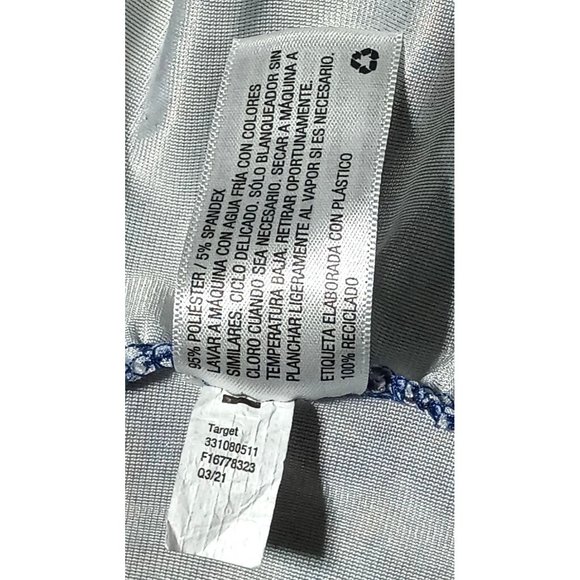 95% POLIÉSTER / 5% SPANDEX
LAVAR A MÁQUINA CON AGUA FRÍA CON COLORES
SIMILARES. CICLO DELICADO. SÓLO BLANQUEADOR SIN
CLORO CUANDO SEA NECESARIO. SECAR A MÁQUINA A
TEMPERATURA BAJA. RETIRAR OPORTUNAMENTE.
PLANCHAR LIGERAMENTE AL VAPOR SI ES NECESARIO.
ETIQUETA ELABORADA CON PLÁSTICO
100% RECICLADO
Target
331080511
F16778323
Q3/21